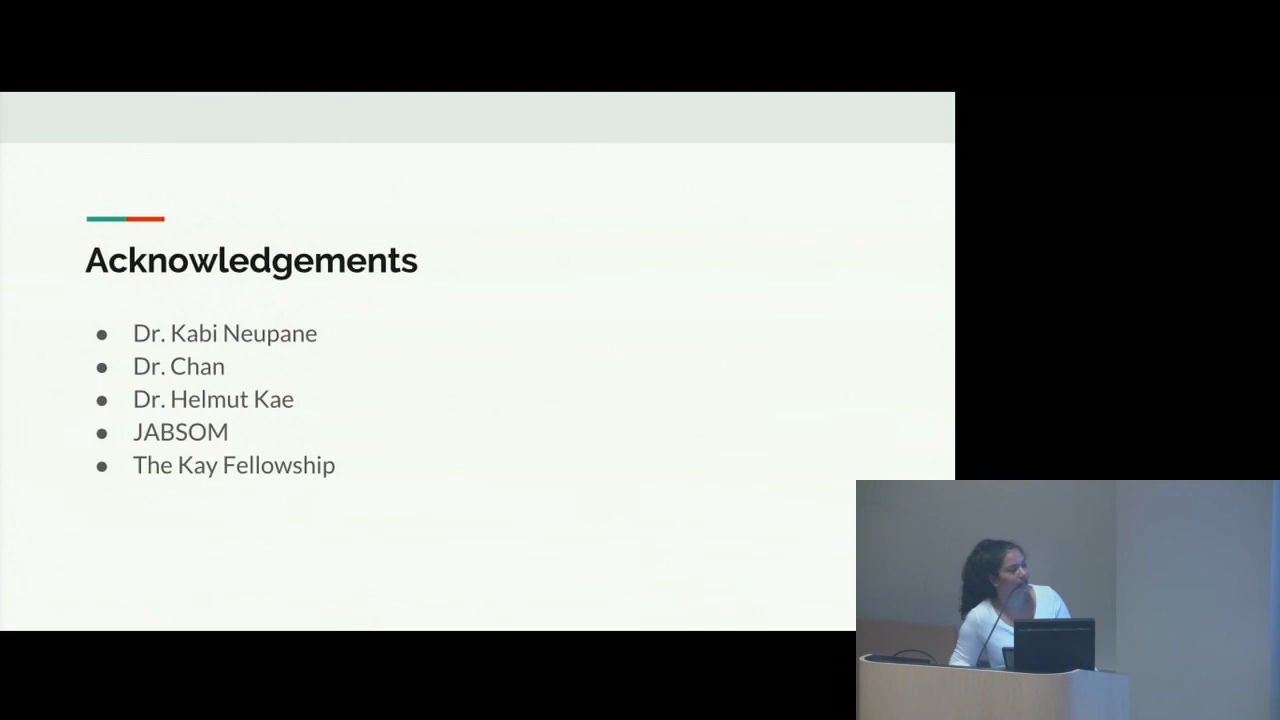 Acknowledgements
● Dr. Kabi Neupane
● Dr. Chan
● Dr. Helmut Kae
● JABSOM
● The Kay Fellowship